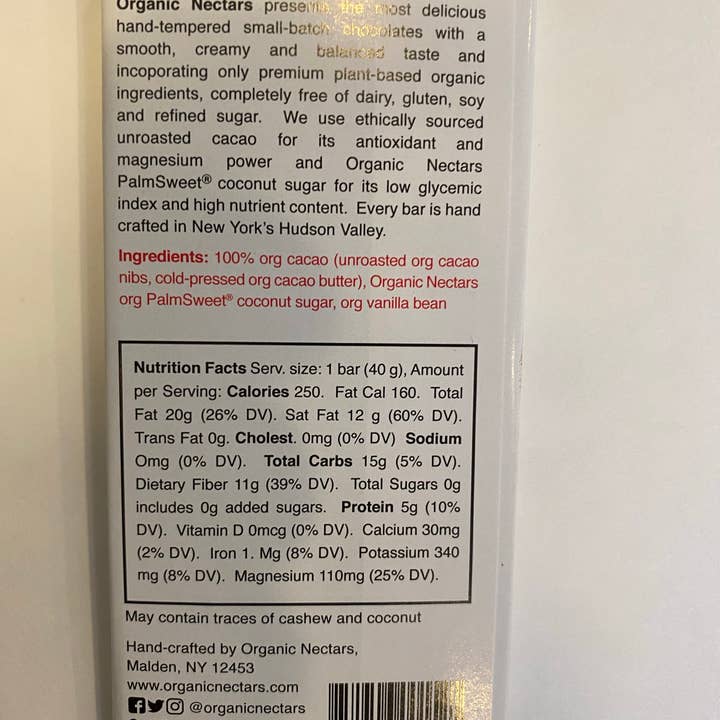 Organic Nectars presents the most delicious
hand-tempered small-batch chocolates with a
smooth, creamy and balanced taste and
incoporating only premium plant-based organic
ingredients, completely free of dairy, gluten, soy
and refined sugar. We use ethically sourced
unroasted cacao for its antioxidant and
magnesium power and Organic Nectars
PalmSweet® coconut sugar for its low glycemic
index and high nutrient content. Every bar is hand
crafted in New York's Hudson Valley.
Ingredients: 100% org cacao (unroasted org cacao
nibs, cold-pressed org cacao butter), Organic Nectars
org PalmSweet® coconut sugar, org vanilla bean
Nutrition Facts Serv. size: 1 bar (40 g), Amount
per Serving: Calories 250. Fat Cal 160. Total
Fat 20g (26% DV). Sat Fat 12 g (60% DV).
Trans Fat 0g. Cholest. 0mg (0% DV) Sodium
Omg (0% DV). Total Carbs 15g (5% DV).
Dietary Fiber 11g (39% DV). Total Sugars 0g
includes 0g added sugars. Protein 5g (10%
DV). Vitamin D 0mcg (0% DV). Calcium 30mg
(2% DV). Iron 1. Mg (8% DV). Potassium 340
mg (8% DV). Magnesium 110mg (25% DV).
May contain traces of cashew and coconut
Hand-crafted by Organic Nectars,
Malden, NY 12453
www.organicnectars.com
@organicnectars